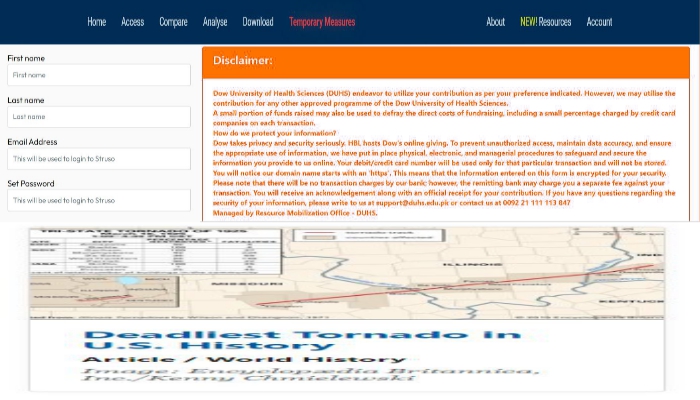 Home Access Compare Analyse Download Temporary Measures About NEW! Resources Account
First name
First name
Last name
Last name
Email Address
This will be used to login to Struso
Set Password
This will be used to login to Struso
Disclaimer:
Dow University of Health Sciences (DUHS) endeavor to utilize your contribution as per your preference indicated. However, we may utilise the
contribution for any other approved programme of the Dow University of Health Sciences.
A small portion of funds raised may also be used to defray the direct costs of fundraising, including a small percentage charged by credit card
companies on each transaction.
How do we protect your information?
Dow takes privacy and security seriously. HBL hosts Dow's online giving. To prevent unauthorized access, maintain data accuracy, and ensure
the appropriate use of information, we have put in place physical, electronic, and managerial procedures to safeguard and secure the
information you provide to us online. Your debit/credit card number will be used only for that particular transaction and will not be stored.
You will notice our domain name starts with an 'https'. This means that the information entered on this form is encrypted for your security.
Please note that there will be no transaction charges by our bank; however, the remitting bank may charge you a separate fee against your
transaction. You will receive an acknowledgement along with an official receipt for your contribution. If you have any questions regarding the
security of your information, please write to us at support@duhs.edu.pk or contact us at 0092 21 111 113 847
Managed by Resource Mobilization Office - DUHS.
TRI-STATE TORNADO OF 1925
MISSOURI
ILLINOIS
KENTUCK
Deadliest Tornado in
U.S. History
Article / World History
Image: Encyclopædia Britannica,
Inc./Kenny Chmielewski